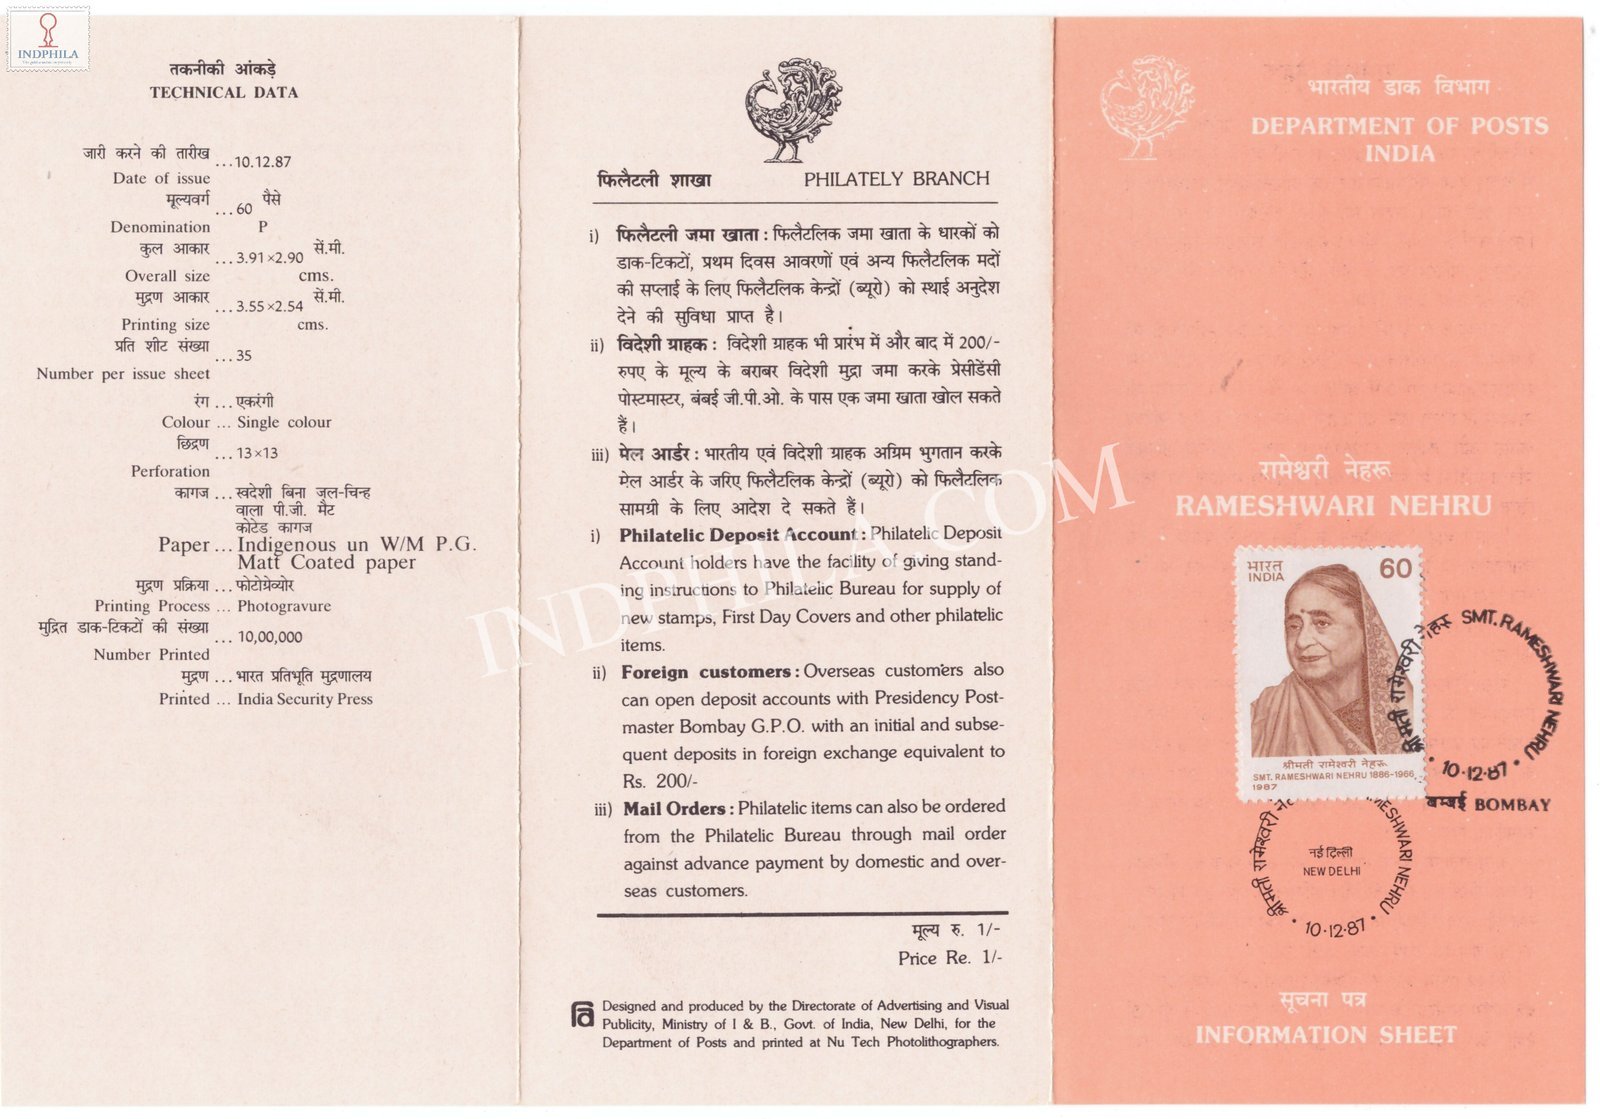 INDPHILA
तकनीकी आंकड़े
TECHNICAL DATA
जारी करने की तारीख ...10.12.87
Date of issue
मूल्यवर्ग ...60 पैसे
Denomination P
कुल आकार ...3.91×2.90 सें.मी.
Overall size cms.
मुद्रण आकार ...3.55×2.54 सें.मी.
Printing size cms.
प्रति शीट संख्या ...35
Number per issue sheet
रंग ... एकरंगी
Colour ... Single colour
छिद्रण ...13×13
Perforation
कागज ... स्वदेशी बिना जल-चिन्ह
वाला पी.जी. मैट
कोटेड कागज
Paper ... Indigenous un W/M P.G.
Matt Coated paper
मुद्रण प्रक्रिया ... फोटोग्रेव्योर
Printing Process ... Photogravure
मुद्रित डाक-टिकटों की संख्या ... 10,00,000
Number Printed
मुद्रण ... भारत प्रतिभूति मुद्रणालय
Printed ... India Security Press
फिलैटली शाखा PHILATELY BRANCH
i) फिलैटली जमा खाता : फिलैटलिक जमा खाता के धारकों को
डाक-टिकटों, प्रथम दिवस आवरणों एवं अन्य फिलैटलिक मदों
की सप्लाई के लिए फिलैटलिक केन्द्रों (ब्यूरो) को स्थाई अनुदेश
देने की सुविधा प्राप्त है।
ii) विदेशी ग्राहक : विदेशी ग्राहक भी प्रारंभ में और बाद में 200/-
रुपए के मूल्य के बराबर विदेशी मुद्रा जमा करके प्रेसीडेंसी
पोस्टमास्टर, बंबई जी.पी.ओ. के पास एक जमा खाता खोल सकते
हैं।
iii) मेल आर्डर : भारतीय एवं विदेशी ग्राहक अग्रिम भुगतान करके
मेल आर्डर के जरिए फिलैटलिक केन्द्रों (ब्यूरो) को फिलैटलिक
सामग्री के लिए आदेश दे सकते हैं।
i) Philatelic Deposit Account : Philatelic Deposit
Account holders have the facility of giving stand-
ing instructions to Philatelic Bureau for supply of
new stamps, First Day Covers and other philatelic
items.
ii) Foreign customers : Overseas customers also
can open deposit accounts with Presidency Post-
master Bombay G.P.O. with an initial and subse-
quent deposits in foreign exchange equivalent to
Rs. 200/-
iii) Mail Orders : Philatelic items can also be ordered
from the Philatelic Bureau through mail order
against advance payment by domestic and over-
seas customers.
मूल्य रु. 1/-
Price Re. 1/-
Designed and produced by the Directorate of Advertising and Visual
Publicity, Ministry of I & B., Govt. of India, New Delhi, for the
Department of Posts and printed at Nu Tech Photolithographers.
INDPHILA.COM
भारतीय डाक विभाग
DEPARTMENT OF POSTS
INDIA
रामेश्वरी नेहरू
RAMESHWARI NEHRU
भारत
INDIA
60
श्रीमती रामेश्वरी नेहरू
SMT. RAMESHWARI NEHRU 1886-1966
1987
श्रीमती रामेश्वरी नेहरु SMT. RAMESHWARI NEHRU
10.12.87
बम्बई BOMBAY
श्रीमती रामेश्वरी
RAMESHWARI NEHRU
नई दिल्ली
NEW DELHI
10.12.87
सूचना पत्र
INFORMATION SHEET